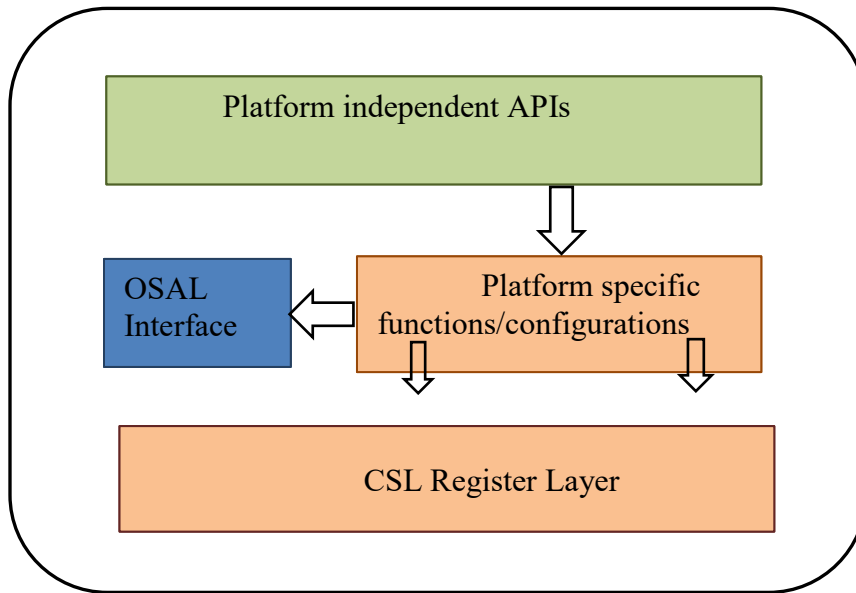 Platform independent APIs
OSAL
Interface
Platform specific
functions/configurations
CSL Register Layer